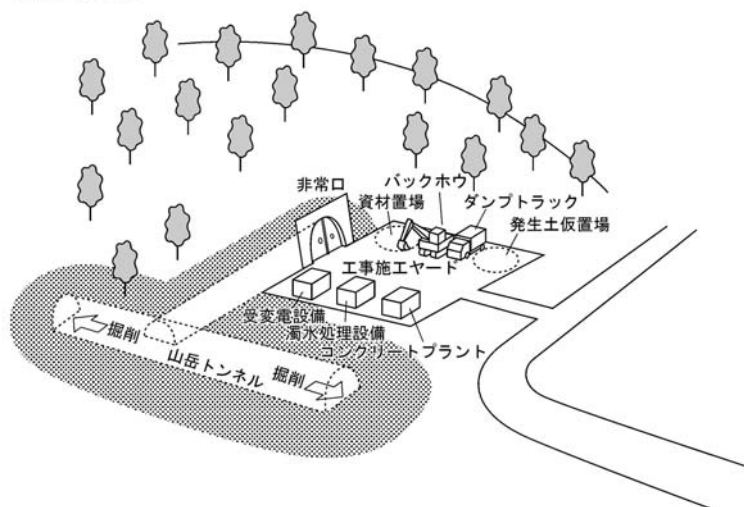 非常口
バックホウ
資材置場
ダンプトラック
発生土仮置場
工事施工ヤード
受変電設備
濁水処理設備
コンクリートプラント
掘削
山岳トンネル
掘削